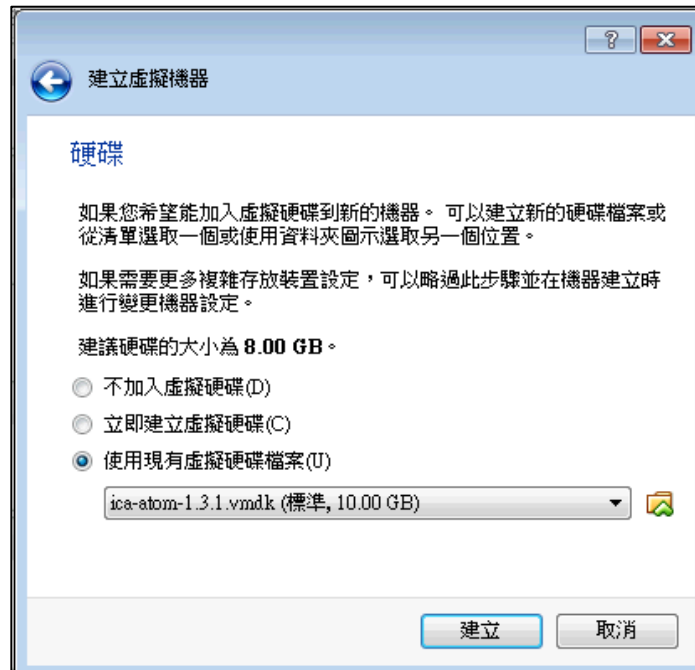 ?
建立虛擬機器
硬碟
如果您希望能加入虛擬硬碟到新的機器。 可以建立新的硬碟檔案或
從清單選取一個或使用資料夾圖示選取另一個位置。
如果需要更多複雜存放裝置設定，可以略過此步驟並在機器建立時
進行變更機器設定。
建議硬碟的大小為 8.00 GB。
不加入虛擬硬碟(D)
立即建立虛擬硬碟(C)
使用現有虛擬硬碟檔案(U)
ica-atom-1.3.1.vmdk (標準, 10.00 GB)
建立
取消